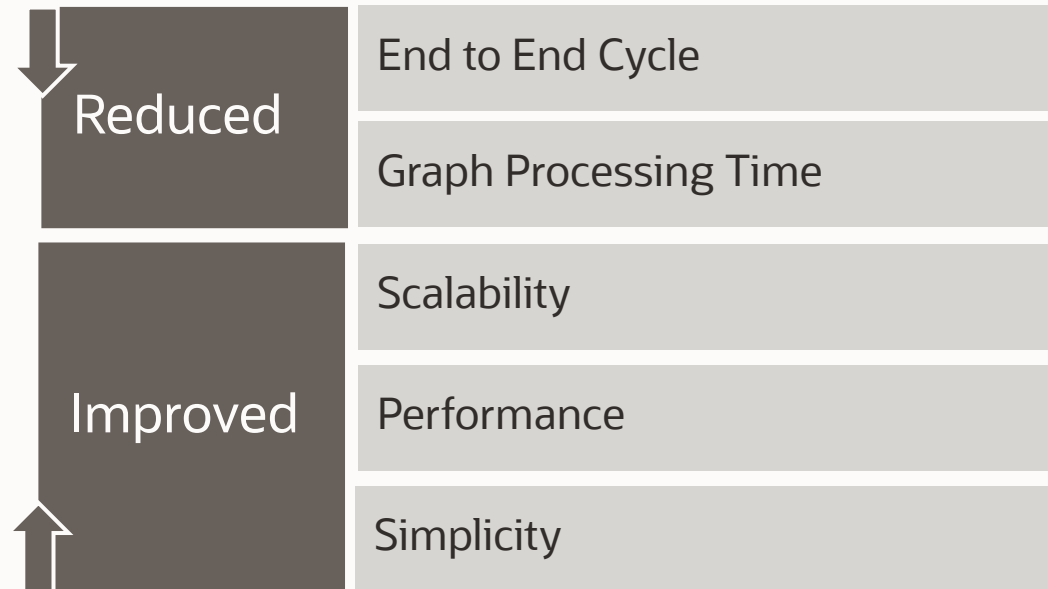 Reduced
End to End Cycle
Graph Processing Time
Improved
Scalability
Performance
Simplicity